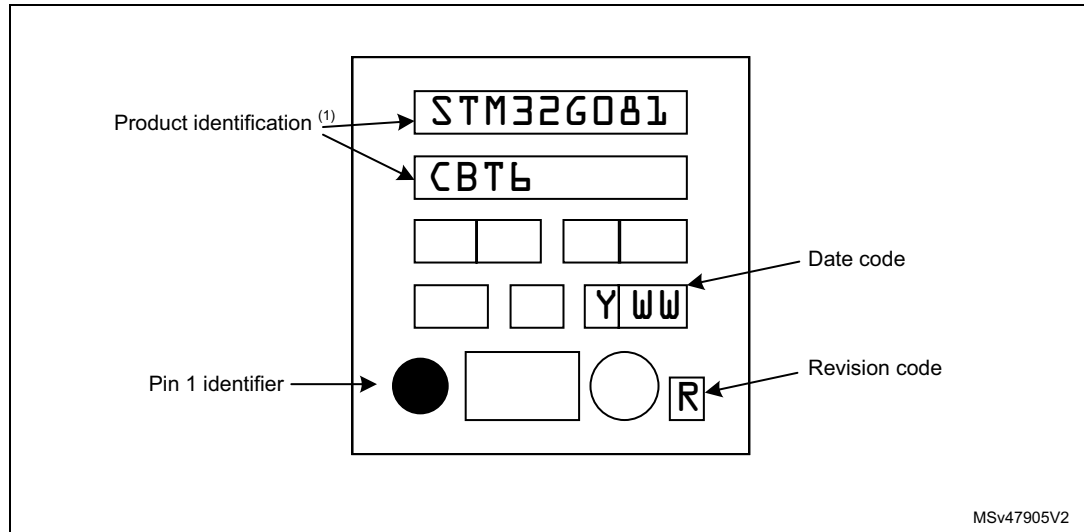 STM32G081
Product identification (1)
CBT6
Date code
Y WW
Pin 1 identifier
Revision code
R
MSv47905V2